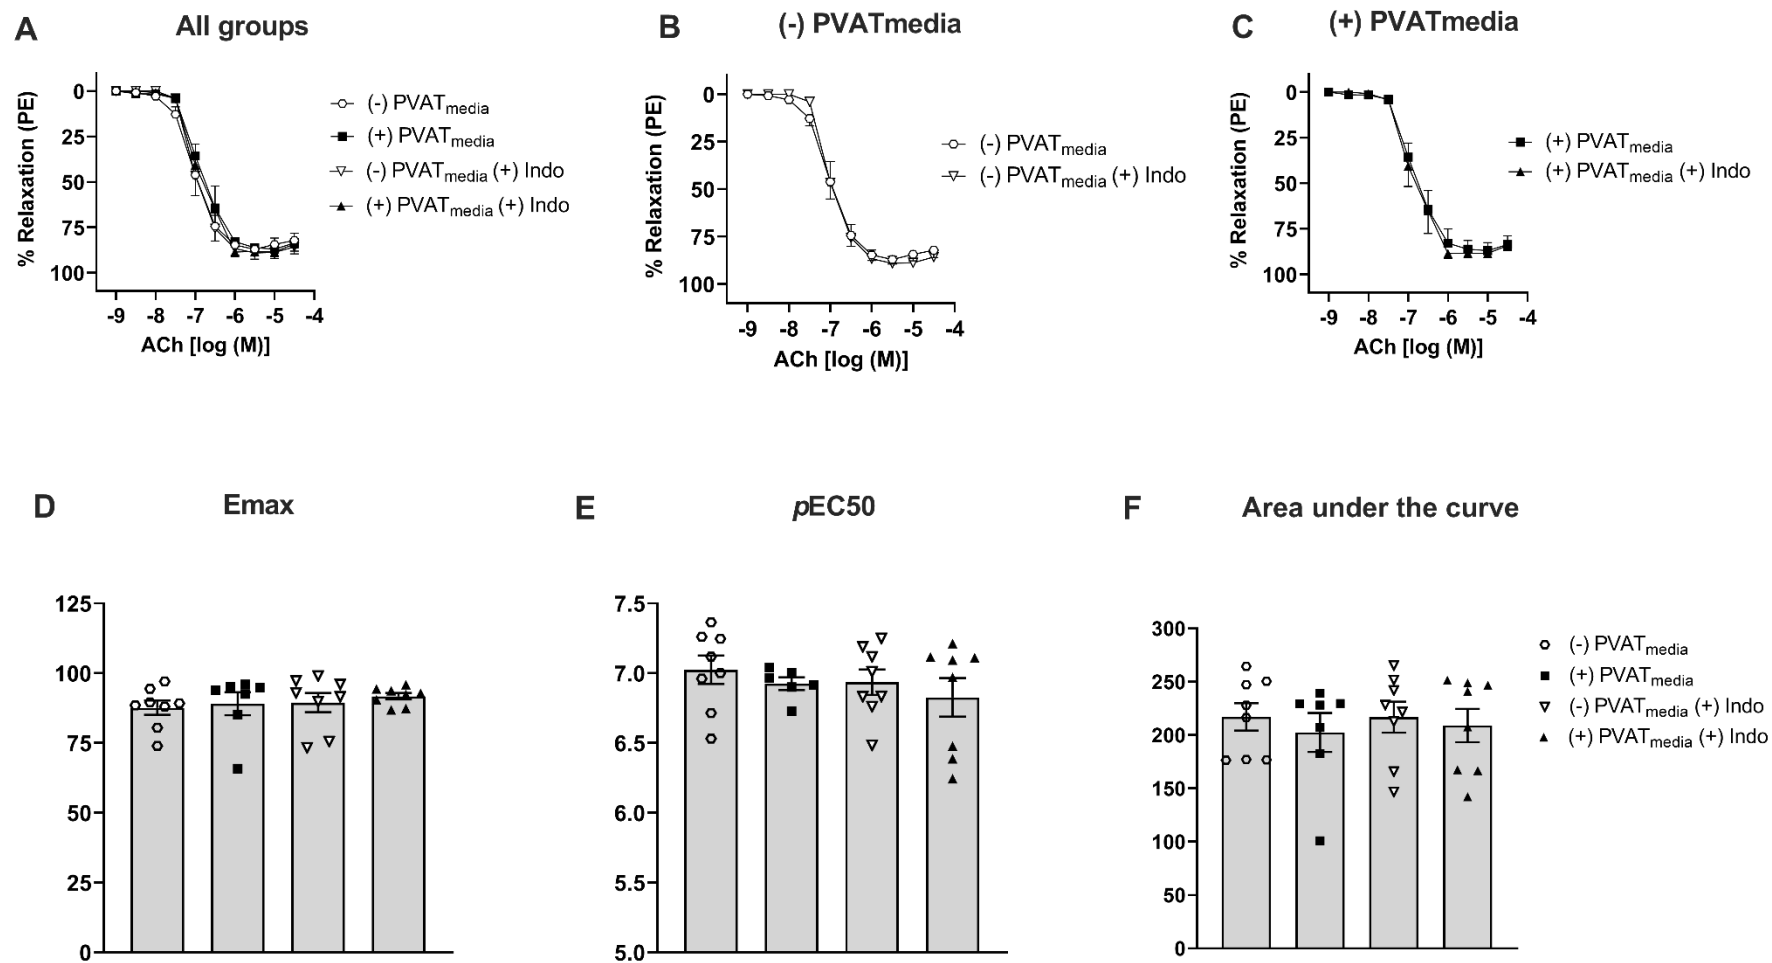 A
All groups
% Relaxation (PE)
0
25
50
75
100
-9 -8 -7 -6 -5 -4
ACh [log (M)]
(-) PVATmedia
(+) PVATmedia
(-) PVATmedia (+) Indo
(+) PVATmedia (+) Indo
B
(-) PVATmedia
% Relaxation (PE)
0
25
50
75
100
-9 -8 -7 -6 -5 -4
ACh [log (M)]
(-) PVATmedia
(-) PVATmedia (+) Indo
C
(+) PVATmedia
% Relaxation (PE)
0
25
50
75
100
-9 -8 -7 -6 -5 -4
ACh [log (M)]
(+) PVATmedia
(+) PVATmedia (+) Indo
D
Emax
125
100
75
50
25
0
E
pEC50
7.5
7.0
6.5
6.0
5.5
5.0
F
Area under the curve
300
250
200
150
100
50
0
(-) PVATmedia
(+) PVATmedia
(-) PVATmedia (+) Indo
(+) PVATmedia (+) Indo